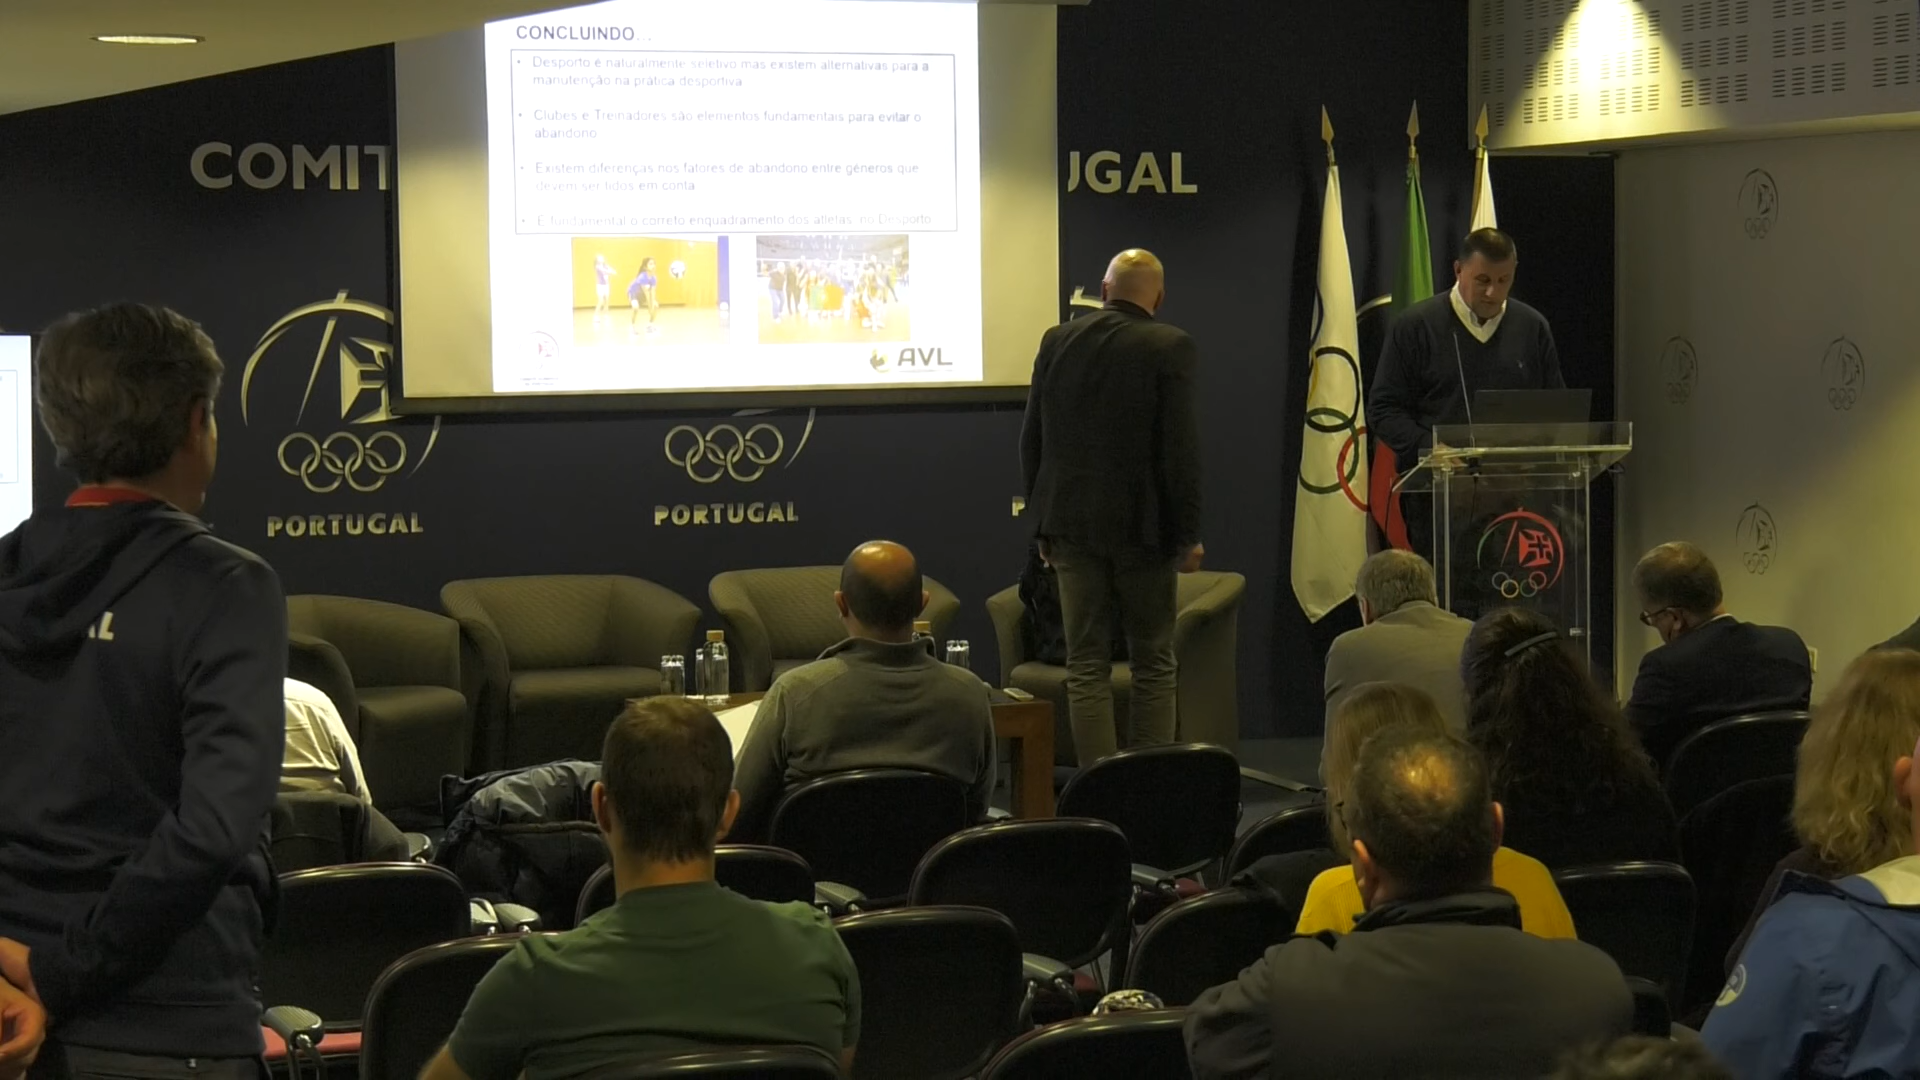 CONCLUINDO...
• Desporto é naturalmente seletivo mas existem alternativas para a
manutenção na prática desportiva
• Clubes e Treinadores são elementos fundamentais para evitar o
abandono
• Existem diferenças nos fatores de abandono entre géneros que
devem ser tidos em conta
• É fundamental o correto enquadramento dos atletas no Desporto
AVL
COMIT
UGAL
PORTUGAL
PORTUGAL
P
AL